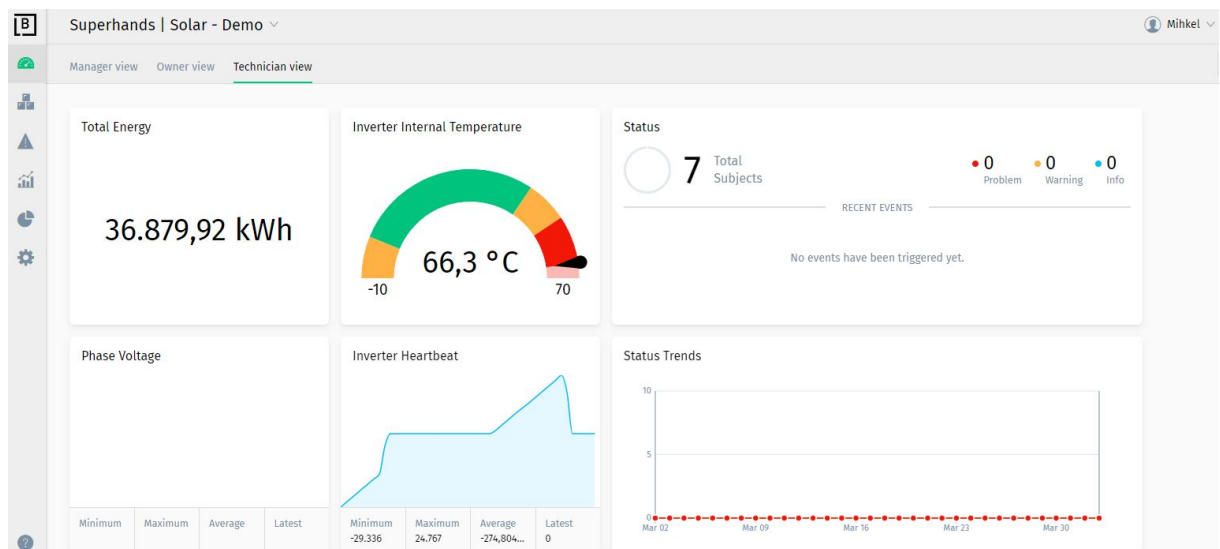 B
Superhands | Solar - Demo
Mihkel
Manager view Owner view Technician view
Total Energy
36.879,92 kWh
Inverter Internal Temperature
66,3 °C
-10 70
Status
7 Total Subjects
0 Problem
0 Warning
0 Info
RECENT EVENTS
No events have been triggered yet.
Phase Voltage
Minimum Maximum Average Latest
Inverter Heartbeat
Minimum Maximum Average Latest
-29.336 24.767 -274,804... 0
Status Trends
10
5
0
Mar 02 Mar 09 Mar 16 Mar 23 Mar 30
?